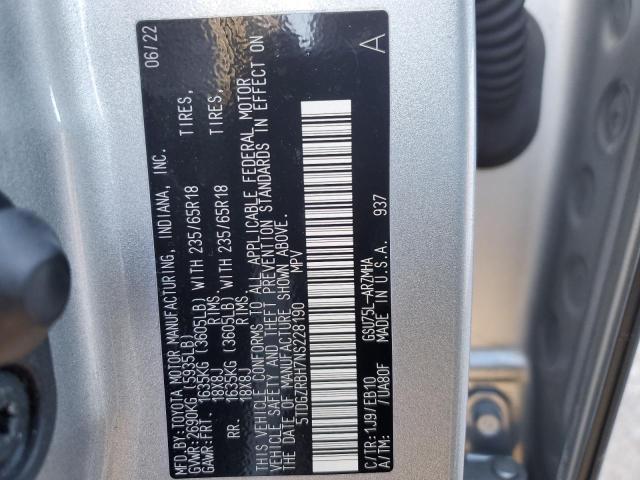 MFD.BY:TOYOTA MOTOR MANUFACTURING, INDIANA, INC. 06/22
GVWR:2690KG (5935LB)
GAWR:FRT. 1635KG (3605LB) WITH 235/65R18 TIRES,
18X8J RIMS
RR. 1635KG (3605LB) WITH 235/65R18 TIRES,
18X8J RIMS
THIS VEHICLE CONFORMS TO ALL APPLICABLE FEDERAL MOTOR
VEHICLE SAFETY AND THEFT PREVENTION STANDARDS IN EFFECT ON
THE DATE OF MANUFACTURE SHOWN ABOVE.
5TDGZRBH7NS228190 MPV
C/TR:1J9/EB10 GSU75L-ARZMHA A
A/TM: /UA80F MADE IN U.S.A. 937